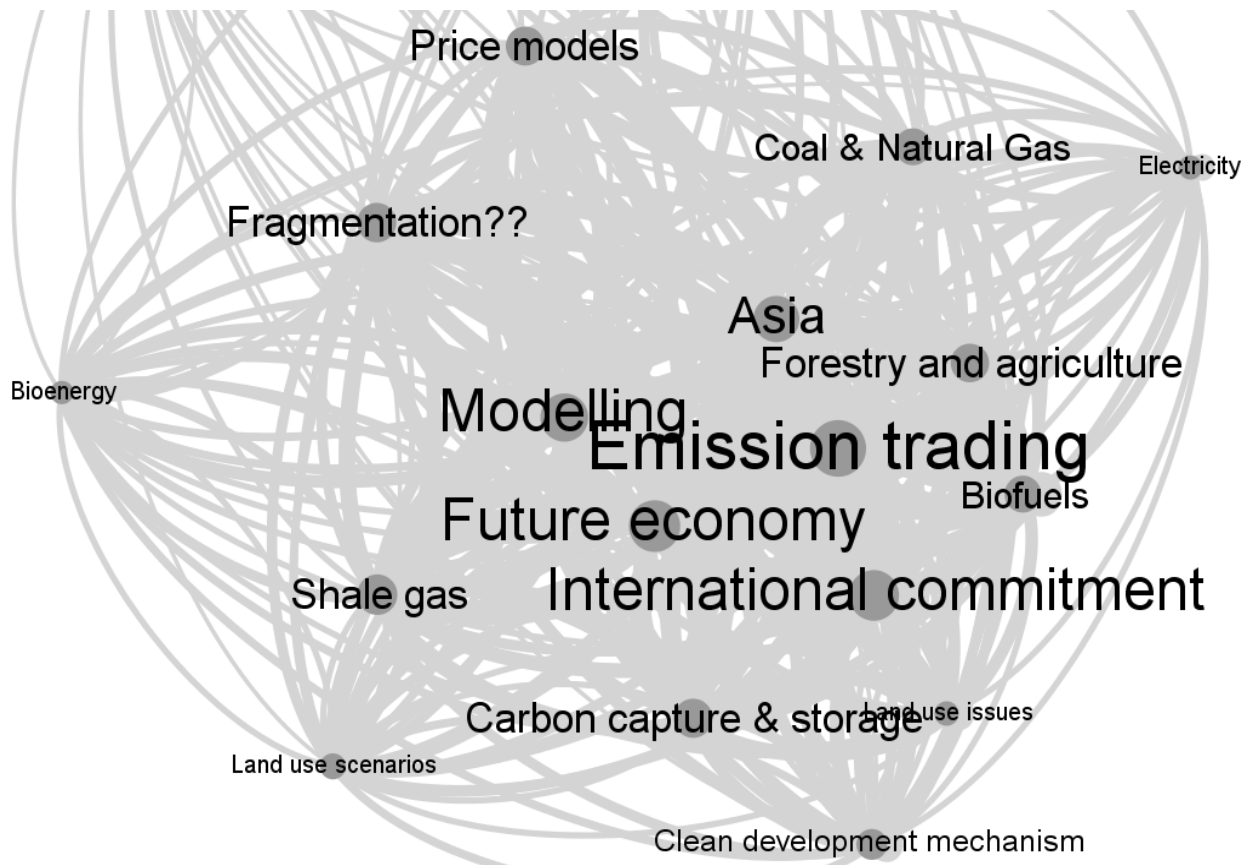 Price models
Coal & Natural Gas
Electricity
Fragmentation??
Asia
Forestry and agriculture
Bioenergy
Modelling
Emission trading
Biofuels
Future economy
Shale gas
International commitment
Carbon capture & storage
Land use issues
Land use scenarios
Clean development mechanism